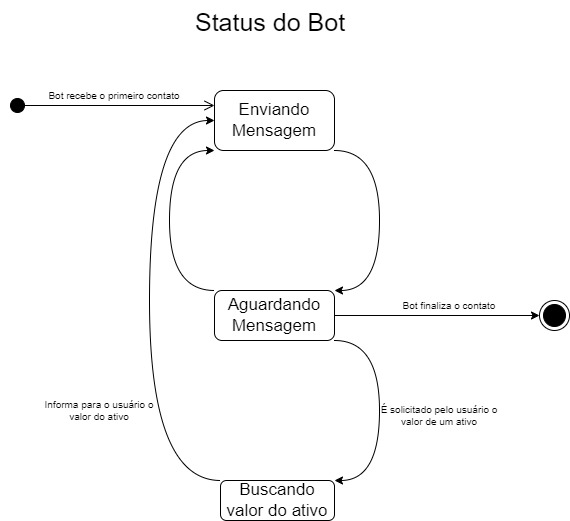 Status do Bot
Bot recebe o primeiro contato
Enviando
Mensagem
Aguardando
Mensagem
Bot finaliza o contato
Informa para o usuário o
valor do ativo
É solicitado pelo usuário o
valor de um ativo
Buscando
valor do ativo